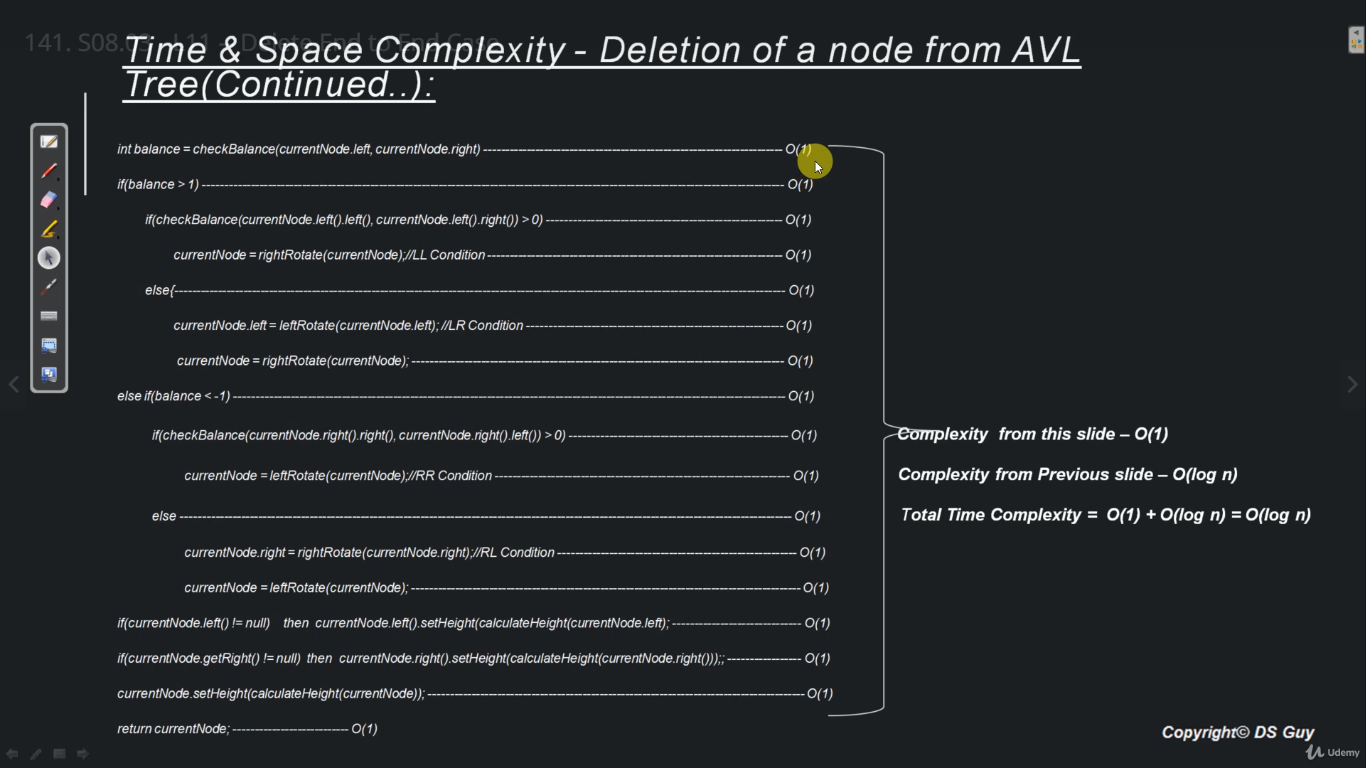 141. S08.03 - L11 - Delete End to End Case
Time & Space Complexity - Deletion of a node from AVL
Tree(Continued..):
int balance = checkBalance(currentNode.left, currentNode.right) ---------- O(1)
if(balance > 1) ---------- O(1)
if(checkBalance(currentNode.left().left(), currentNode.left().right()) > 0) ---------- O(1)
currentNode = rightRotate(currentNode);//LL Condition ---------- O(1)
else{---------- O(1)
currentNode.left = leftRotate(currentNode.left); //LR Condition ---------- O(1)
currentNode = rightRotate(currentNode); ---------- O(1)
else if(balance < -1) ---------- O(1)
if(checkBalance(currentNode.right().right(), currentNode.right().left()) > 0) ---------- O(1)
currentNode = leftRotate(currentNode);//RR Condition ---------- O(1)
else ---------- O(1)
currentNode.right = rightRotate(currentNode.right);//RL Condition ---------- O(1)
currentNode = leftRotate(currentNode); ---------- O(1)
if(currentNode.left() != null) then currentNode.left().setHeight(calculateHeight(currentNode.left); ---------- O(1)
if(currentNode.getRight() != null) then currentNode.right().setHeight(calculateHeight(currentNode.right()));; ---------- O(1)
currentNode.setHeight(calculateHeight(currentNode)); ---------- O(1)
return currentNode; ---------- O(1)
Complexity from this slide – O(1)
Complexity from Previous slide – O(log n)
Total Time Complexity = O(1) + O(log n) = O(log n)
Copyright© DS Guy
Udemy